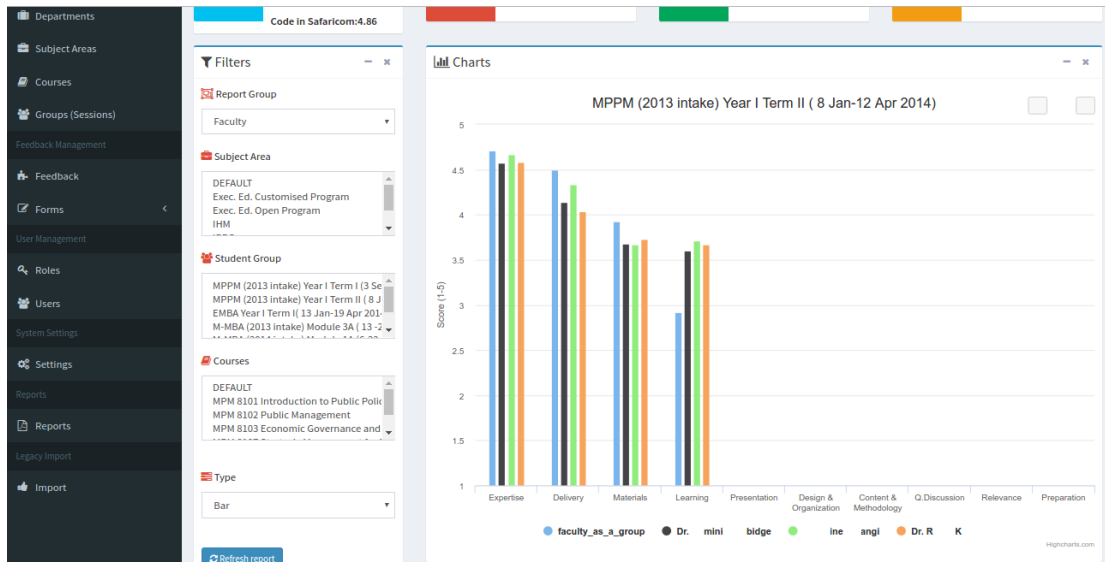 Departments
Subject Areas
Courses
Groups (Sessions)
Feedback Management
Feedback
Forms
User Management
Roles
Users
System Settings
Settings
Reports
Reports
Legacy Import
Import
Code in Safaricom:4.86
Filters
Report Group
Faculty
Subject Area
DEFAULT
Exec. Ed. Customised Program
Exec. Ed. Open Program
IHM
Student Group
MPPM (2013 intake) Year I Term I (3 Se
MPPM (2013 intake) Year I Term II ( 8 J
EMBA Year I Term I( 13 Jan-19 Apr 201
M-MBA (2013 intake) Module 3A ( 13 -2
Courses
DEFAULT
MPM 8101 Introduction to Public Polic
MPM 8102 Public Management
MPM 8103 Economic Governance and
Type
Bar
Refresh report
Charts
MPPM (2013 intake) Year I Term II ( 8 Jan-12 Apr 2014)
Score (1-5)
5
4.5
4
3.5
3
2.5
2
1.5
1
Expertise Delivery Materials Learning Presentation Design & Organization Content & Methodology Q.Discussion Relevance Preparation
faculty_as_a_group Dr. mini bidge ine angi Dr. R K
Highcharts.com